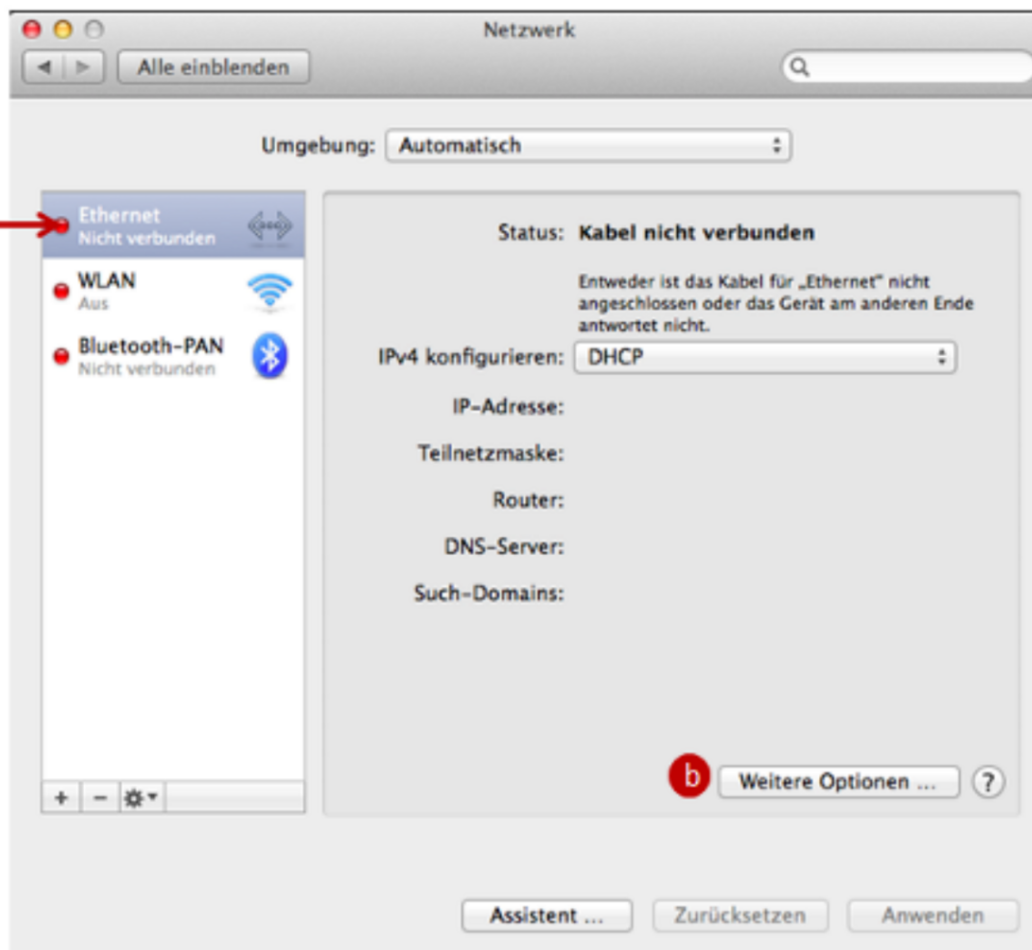 Netzwerk
Alle einblenden
Umgebung: Automatisch
Ethernet
Nicht verbunden
WLAN
Aus
Bluetooth-PAN
Nicht verbunden
Status: Kabel nicht verbunden
Entweder ist das Kabel für „Ethernet“ nicht
angeschlossen oder das Gerät am anderen Ende
antwortet nicht.
IPv4 konfigurieren: DHCP
IP-Adresse:
Teilnetzmaske:
Router:
DNS-Server:
Such-Domains:
b Weitere Optionen ... ?
Assistent ... Zurücksetzen Anwenden